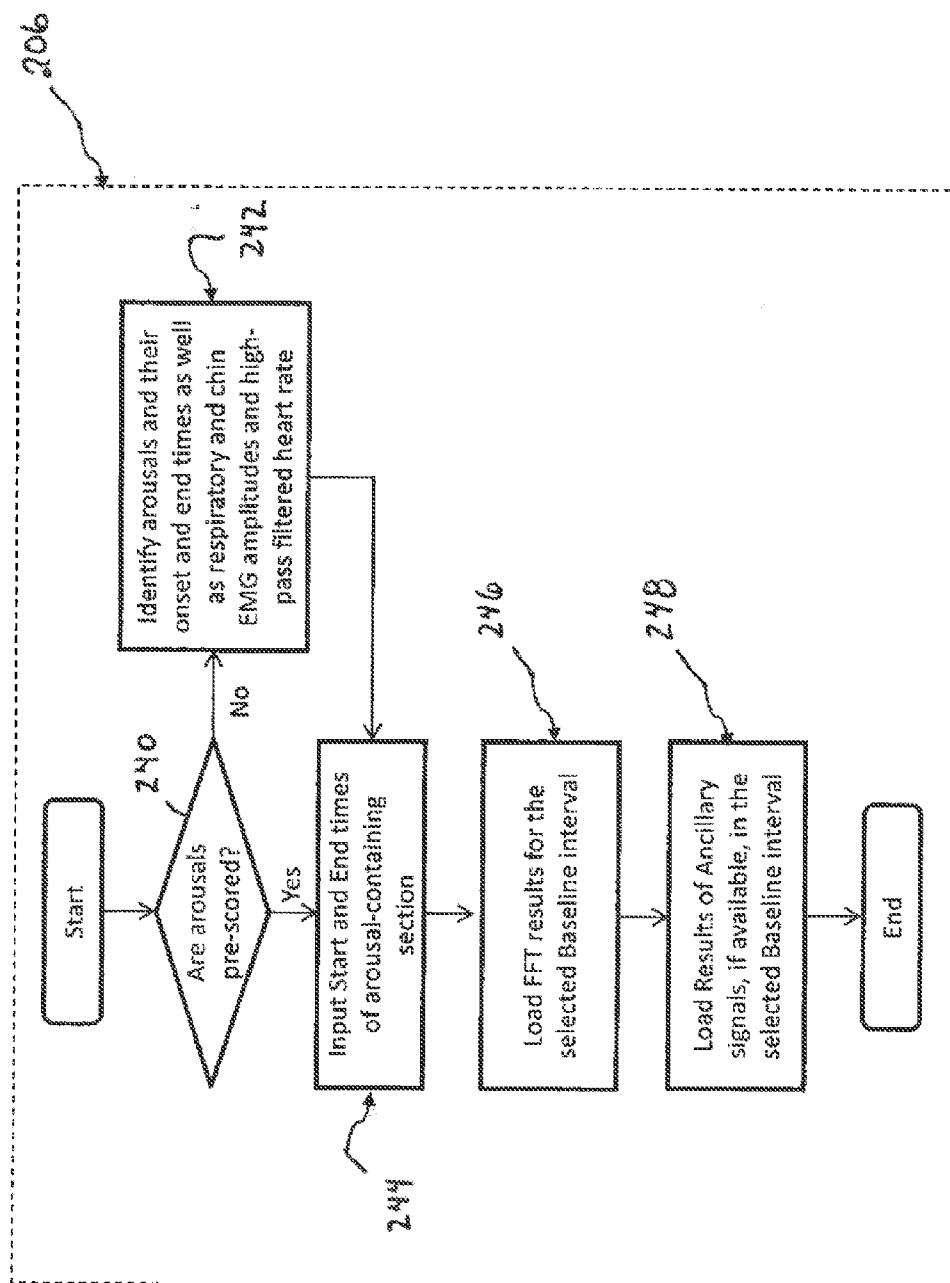 206
Start
240
Are arousals
pre-scored?
No
Yes
242
Identify arousals and their
onset and end times as well
as respiratory and chin
EMG amplitudes and high-
pass filtered heart rate
244
Input Start and End times
of arousal-containing
section
246
Load FFT results for the
selected Baseline interval
248
Load Results of Ancillary
signals, if available, in the
selected Baseline interval
End